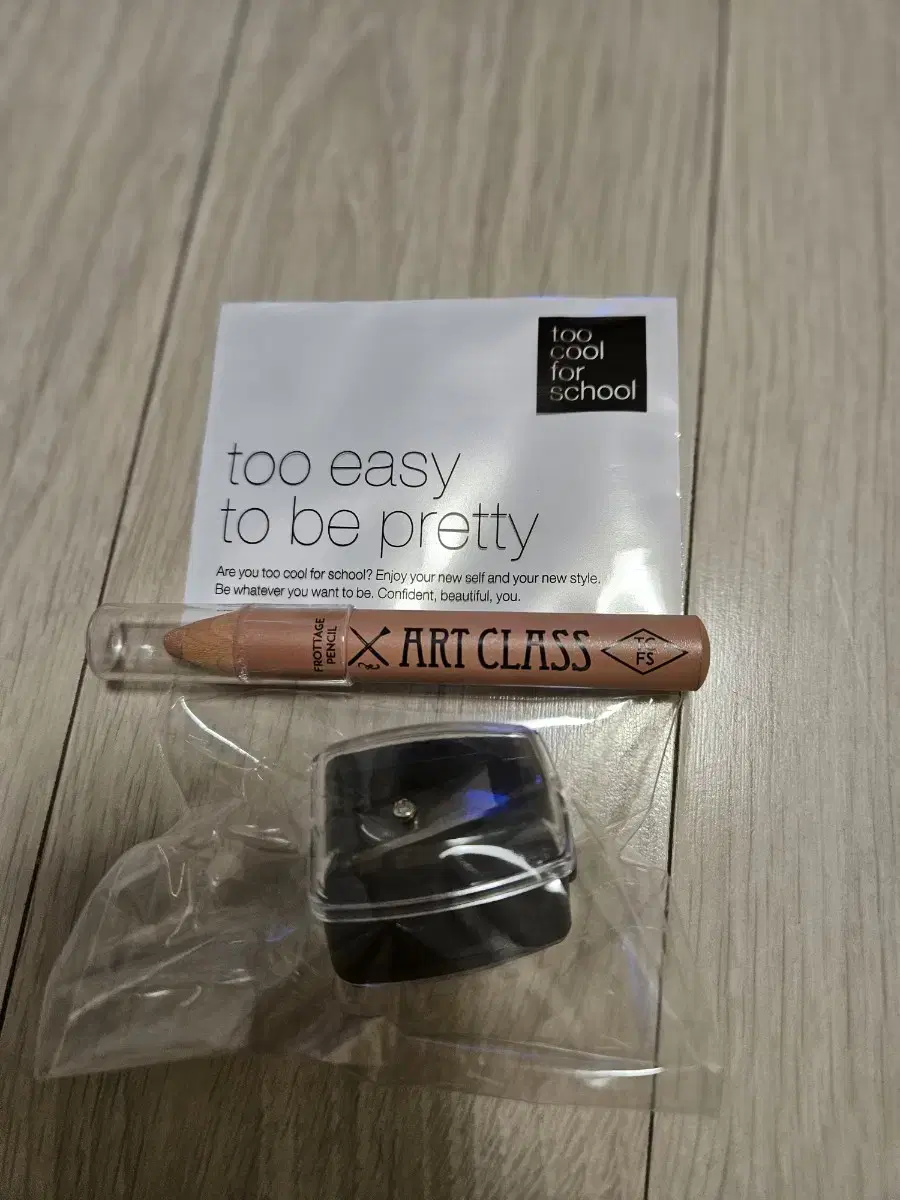 too
cool
for
school
too easy
to be pretty
Are you too cool for school? Enjoy your new self and your new style.
Be whatever you want to be. Confident, beautiful, you.
FROTTAGE
PENCIL
ART CLASS
TC
FS